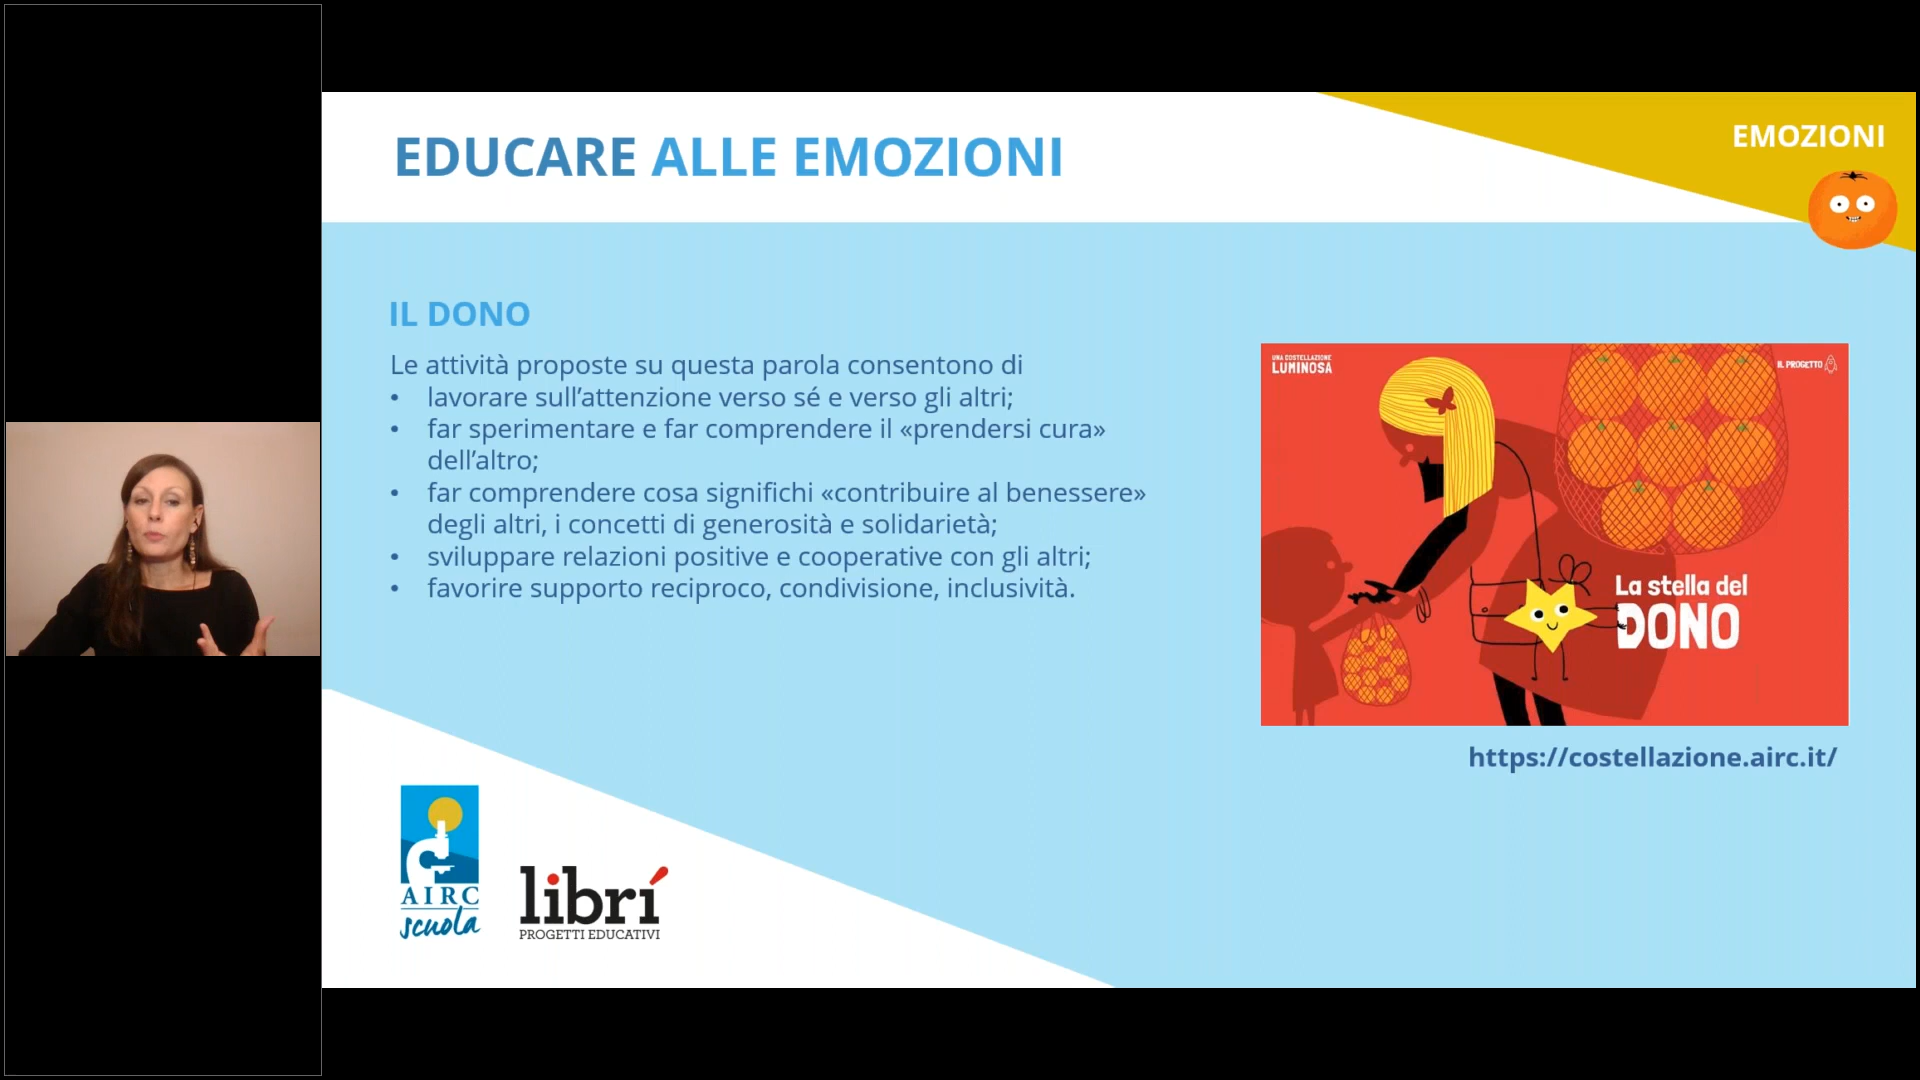 EDUCARE ALLE EMOZIONI
EMOZIONI
IL DONO
Le attività proposte su questa parola consentono di
• lavorare sull’attenzione verso sé e verso gli altri;
• far sperimentare e far comprendere il «prendersi cura»
dell’altro;
• far comprendere cosa significhi «contribuire al benessere»
degli altri, i concetti di generosità e solidarietà;
• sviluppare relazioni positive e cooperative con gli altri;
• favorire supporto reciproco, condivisione, inclusività.
UNA COSTELLAZIONE
LUMINOSA
IL PROGETTO
La stella del
DONO
https://costellazione.airc.it/
AIRC
scuola
librí
PROGETTI EDUCATIVI